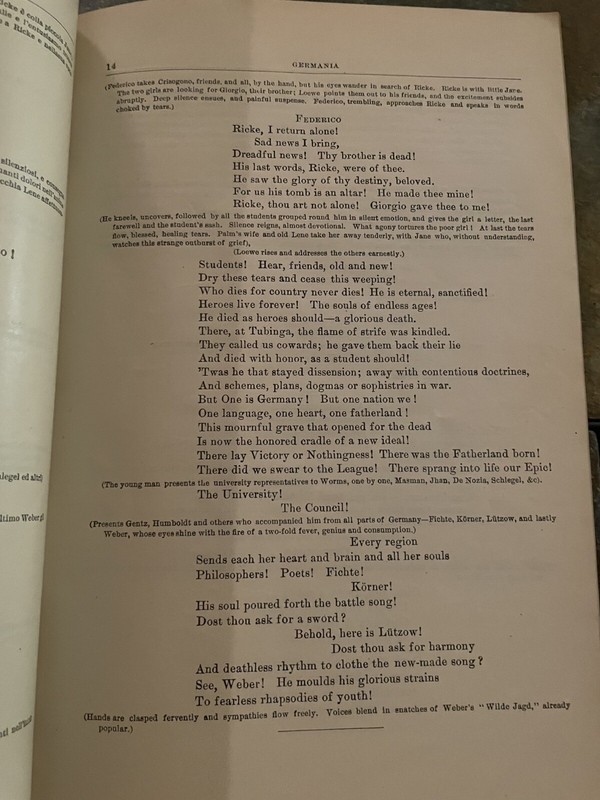 Ricke è colla piccola
e l'entusiasmo
a Ricke e
silenziosi, e
dolori
Lene
o !
ed altri)
ltimo
nell'
14
GERMANIA
(Federico takes Crisogono, friends, and all, by the hand, but his eyes wander in search of Ricke. Ricke is with little Jane.
The two girls are looking for Giorgio, their brother; Loewe points them out to his friends, and the excitement subsides
abruptly. Deep silence ensues, and painful suspense. Federico, trembling, approaches Ricke and speaks in words
choked by tears.)
FEDERICO
Ricke, I return alone!
Sad news I bring,
Dreadful news! Thy brother is dead!
His last words, Ricke, were of thee.
He saw the glory of thy destiny, beloved.
For us his tomb is an altar! He made thee mine!
Ricke, thou art not alone! Giorgio gave thee to me!
(He kneels, uncovers, followed by all the students grouped round him in silent emotion, and gives the girl a letter, the last
farewell and the student's sash. Silence reigns, almost devotional. What agony tortures the poor girl! At last the tears
flow, blessed, healing tears. Palm's wife and old Lene take her away tenderly, with Jane who, without understanding,
watches this strange outburst of grief),
(Loewe rises and addresses the others earnestly.)
Students! Hear, friends, old and new!
Dry these tears and cease this weeping!
Who dies for country never dies! He is eternal, sanctified!
Heroes live forever! The souls of endless ages!
He died as heroes should—a glorious death.
There, at Tubinga, the flame of strife was kindled.
They called us cowards; he gave them back their lie
And died with honor, as a student should!
'Twas he that stayed dissension; away with contentious doctrines,
And schemes, plans, dogmas or sophistries in war.
But One is Germany! But one nation we!
One language, one heart, one fatherland!
This mournful grave that opened for the dead
Is now the honored cradle of a new ideal!
There lay Victory or Nothingness! There was the Fatherland born!
There did we swear to the League! There sprang into life our Epic!
(The young man presents the university representatives to Worms, one by one, Masman, Jhan, De Nozia, Schlegel, &c).
The University!
The Council!
(Presents Gentz, Humboldt and others who accompanied him from all parts of Germany—Fichte, Körner, Lützow, and lastly
Weber, whose eyes shine with the fire of a two-fold fever, genius and consumption.)
Every region
Sends each her heart and brain and all her souls
Philosophers! Poets! Fichte!
Körner!
His soul poured forth the battle song!
Dost thou ask for a sword?
Behold, here is Lützow!
Dost thou ask for harmony
And deathless rhythm to clothe the new-made song?
See, Weber! He moulds his glorious strains
To fearless rhapsodies of youth!
(Hands are clasped fervently and sympathies flow freely. Voices blend in snatches of Weber's "Wilde Jagd," already
popular.)